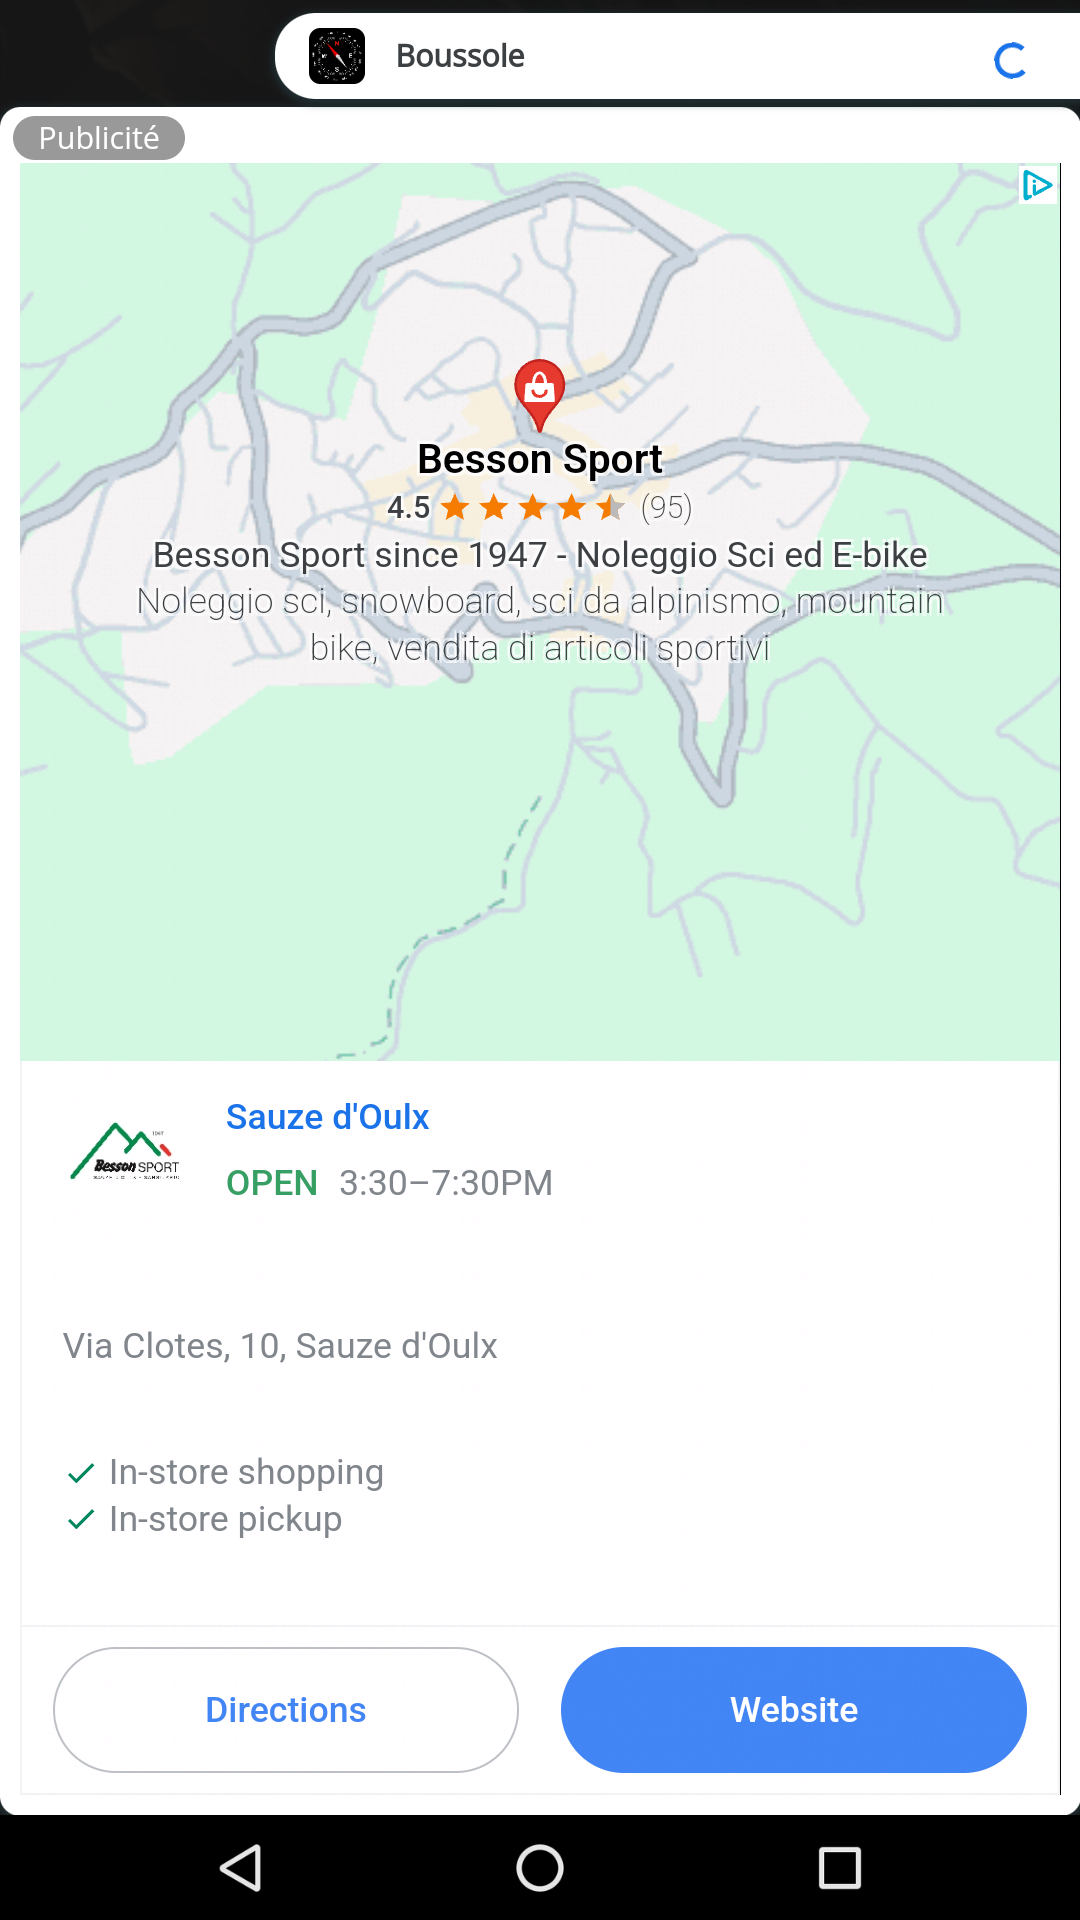 Boussole
Publicité
Besson Sport
4.5 (95)
Besson Sport since 1947 - Noleggio Sci ed E-bike
Noleggio sci, snowboard, sci da alpinismo, mountain
bike, vendita di articoli sportivi
Sauze d'Oulx
1947
Besson SPORT
OPEN 3:30–7:30PM
Via Clotes, 10, Sauze d'Oulx
In-store shopping
In-store pickup
Directions
Website